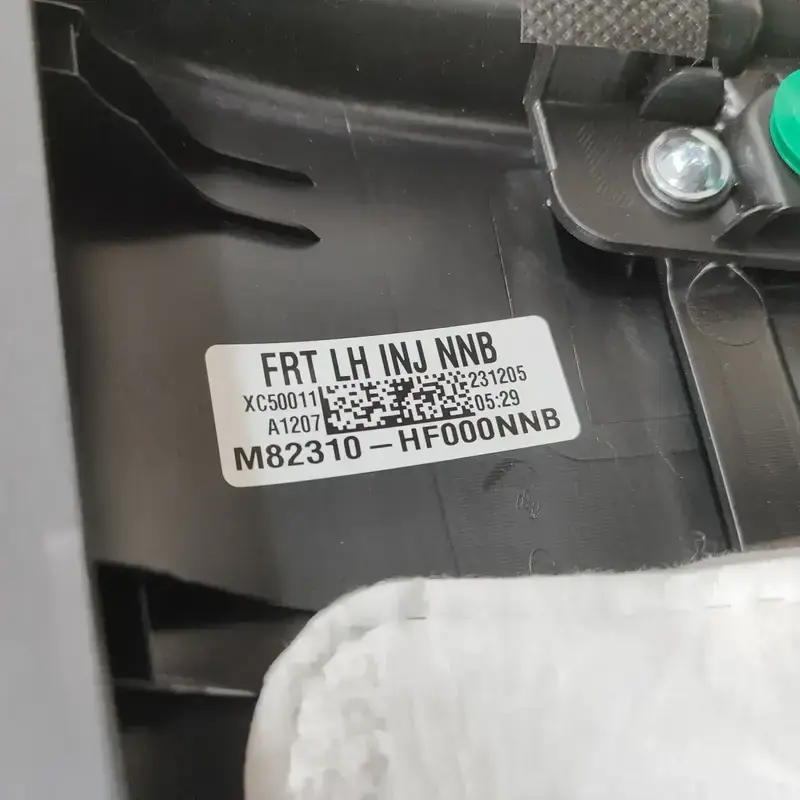 FRT LH INJ NNB
XC50011 231205
A1207 05:29
M82310-HF000NNB